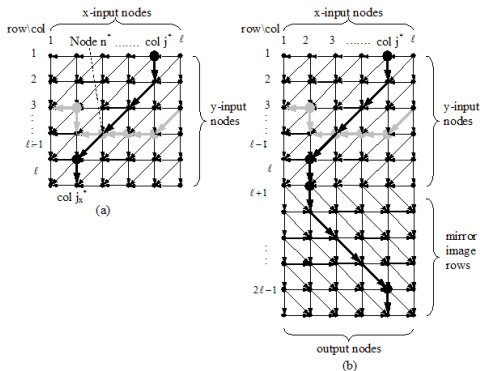 x-input nodes
row\col
1 Node n* ....... col j* ℓ
1
2
3
:
:
ℓ-1
ℓ
y-input
nodes
col jx*
(a)
x-input nodes
row\col
1 2 3 ....... col j* ℓ
1
2
3
:
:
ℓ-1
ℓ
ℓ+1
:
:
2ℓ-1
y-input
nodes
mirror
image
rows
output nodes
(b)